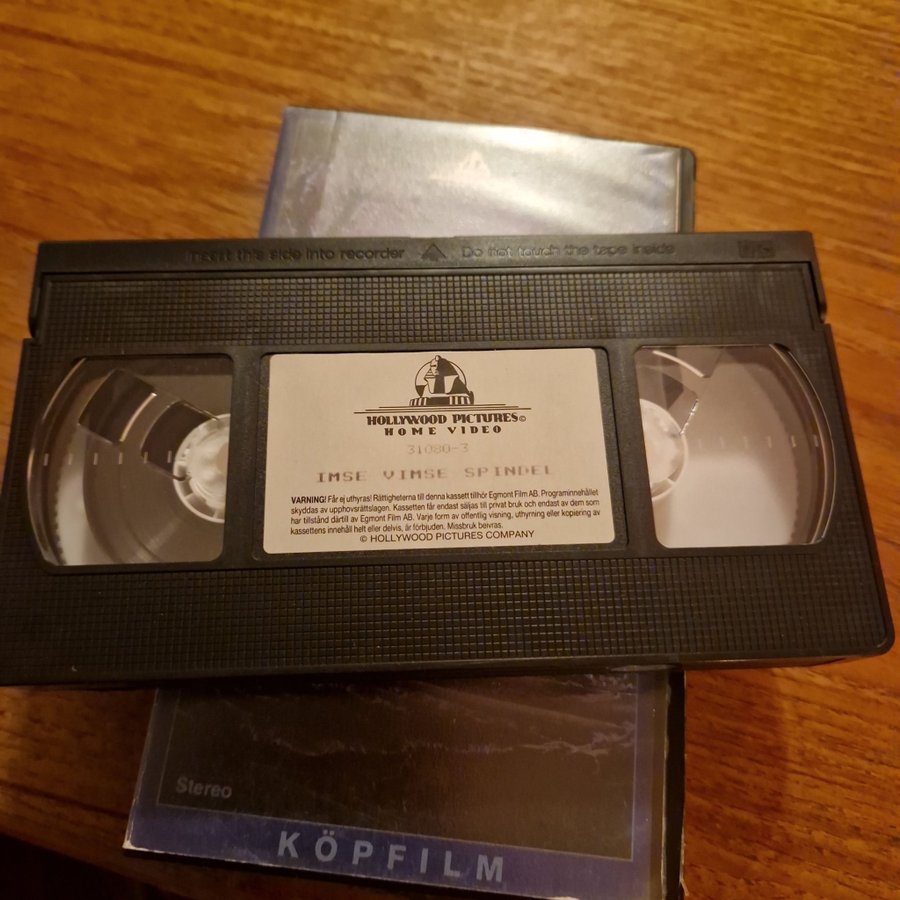 Insert this side into recorder Do not touch the tape inside
HOLLYWOOD PICTURES©
HOME VIDEO
31080-3
IMSE VIMSE SPINDEL
VARNING! Får ej uthyras! Rättigheterna till denna kassett tillhör Egmont Film AB. Programinnehållet
skyddas av upphovsrättslagen. Kassetten får endast säljas till privat bruk och endast av dem som
har tillstånd därtill av Egmont Film AB. Varje form av offentlig visning, uthyrning eller kopiering av
kassettens innehåll helt eller delvis, är förbjuden. Missbruk beivras.
© HOLLYWOOD PICTURES COMPANY
Stereo
KÖPFILM